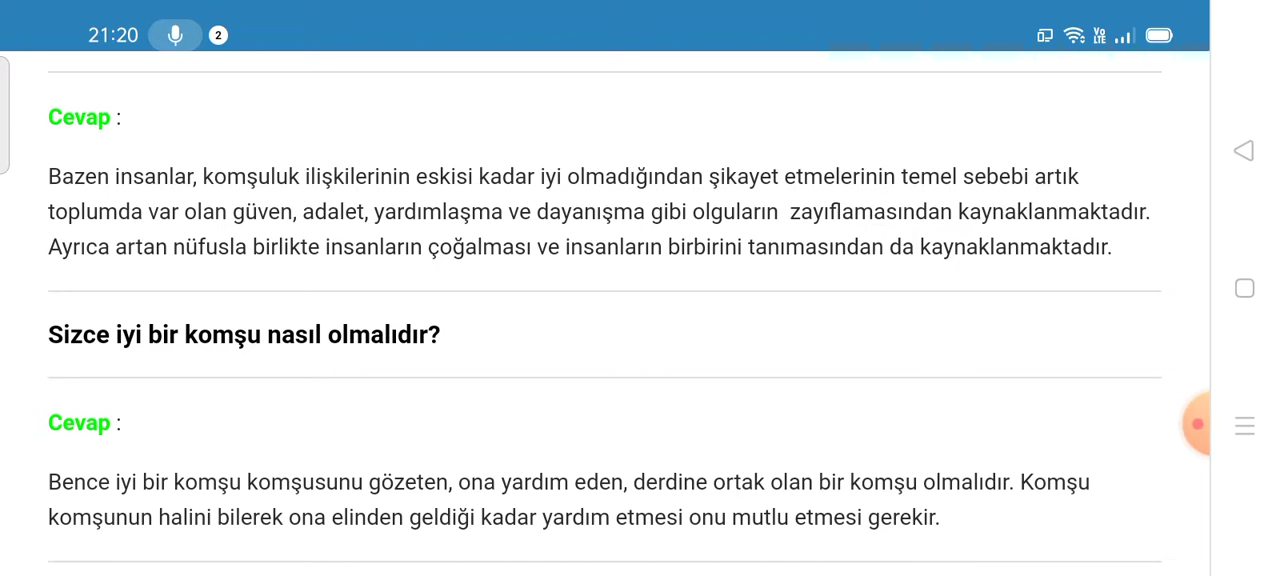 21:20 2
Cevap :
Bazen insanlar, komşuluk ilişkilerinin eskisi kadar iyi olmadığından şikayet etmelerinin temel sebebi artık
toplumda var olan güven, adalet, yardımlaşma ve dayanışma gibi olguların  zayıflamasından kaynaklanmaktadır.
Ayrıca artan nüfusla birlikte insanların çoğalması ve insanların birbirini tanımasından da kaynaklanmaktadır.
Sizce iyi bir komşu nasıl olmalıdır?
Cevap :
Bence iyi bir komşu komşusunu gözeten, ona yardım eden, derdine ortak olan bir komşu olmalıdır. Komşu
komşunun halini bilerek ona elinden geldiği kadar yardım etmesi onu mutlu etmesi gerekir.